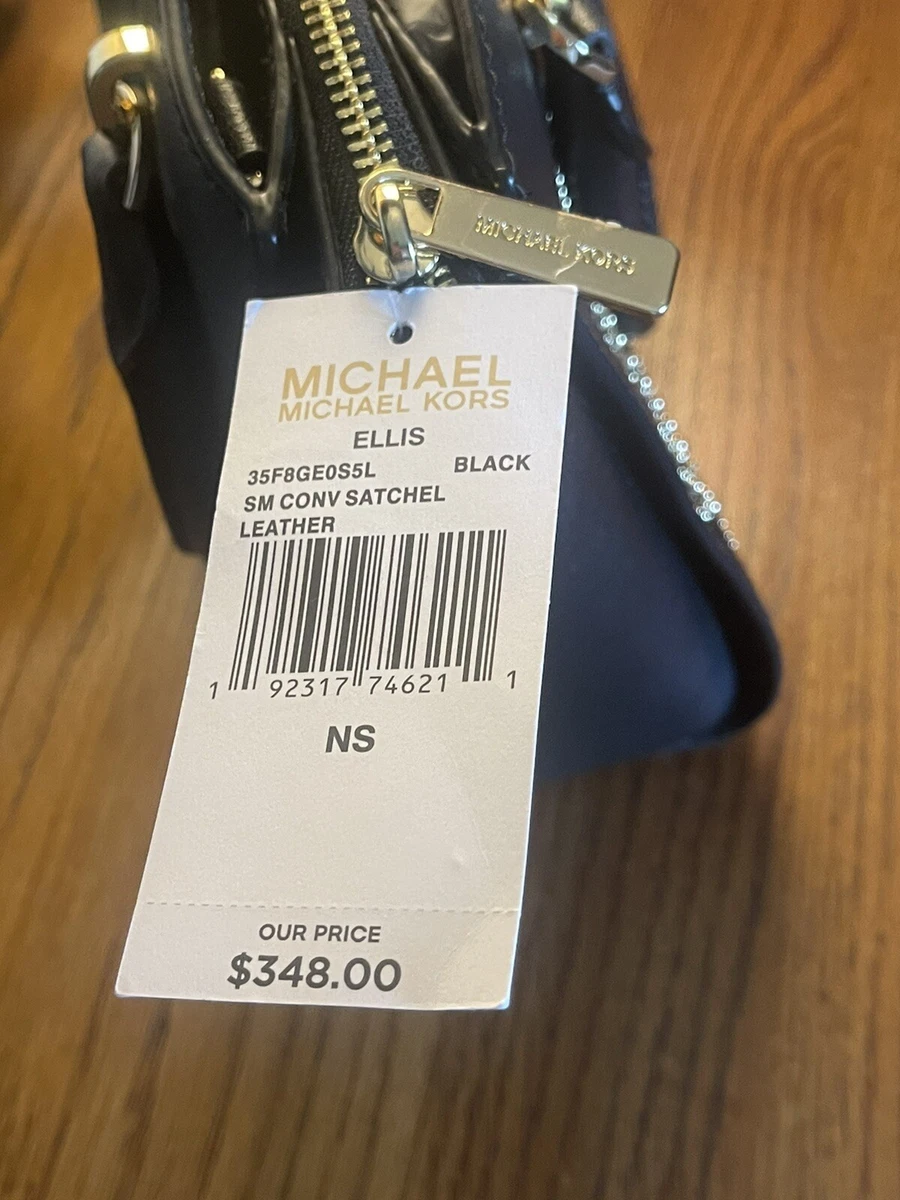 MICHAEL KORS
MICHAEL
MICHAEL KORS
ELLIS
35F8GE0S5L BLACK
SM CONV SATCHEL
LEATHER
1 92317 74621 1
NS
OUR PRICE
$348.00